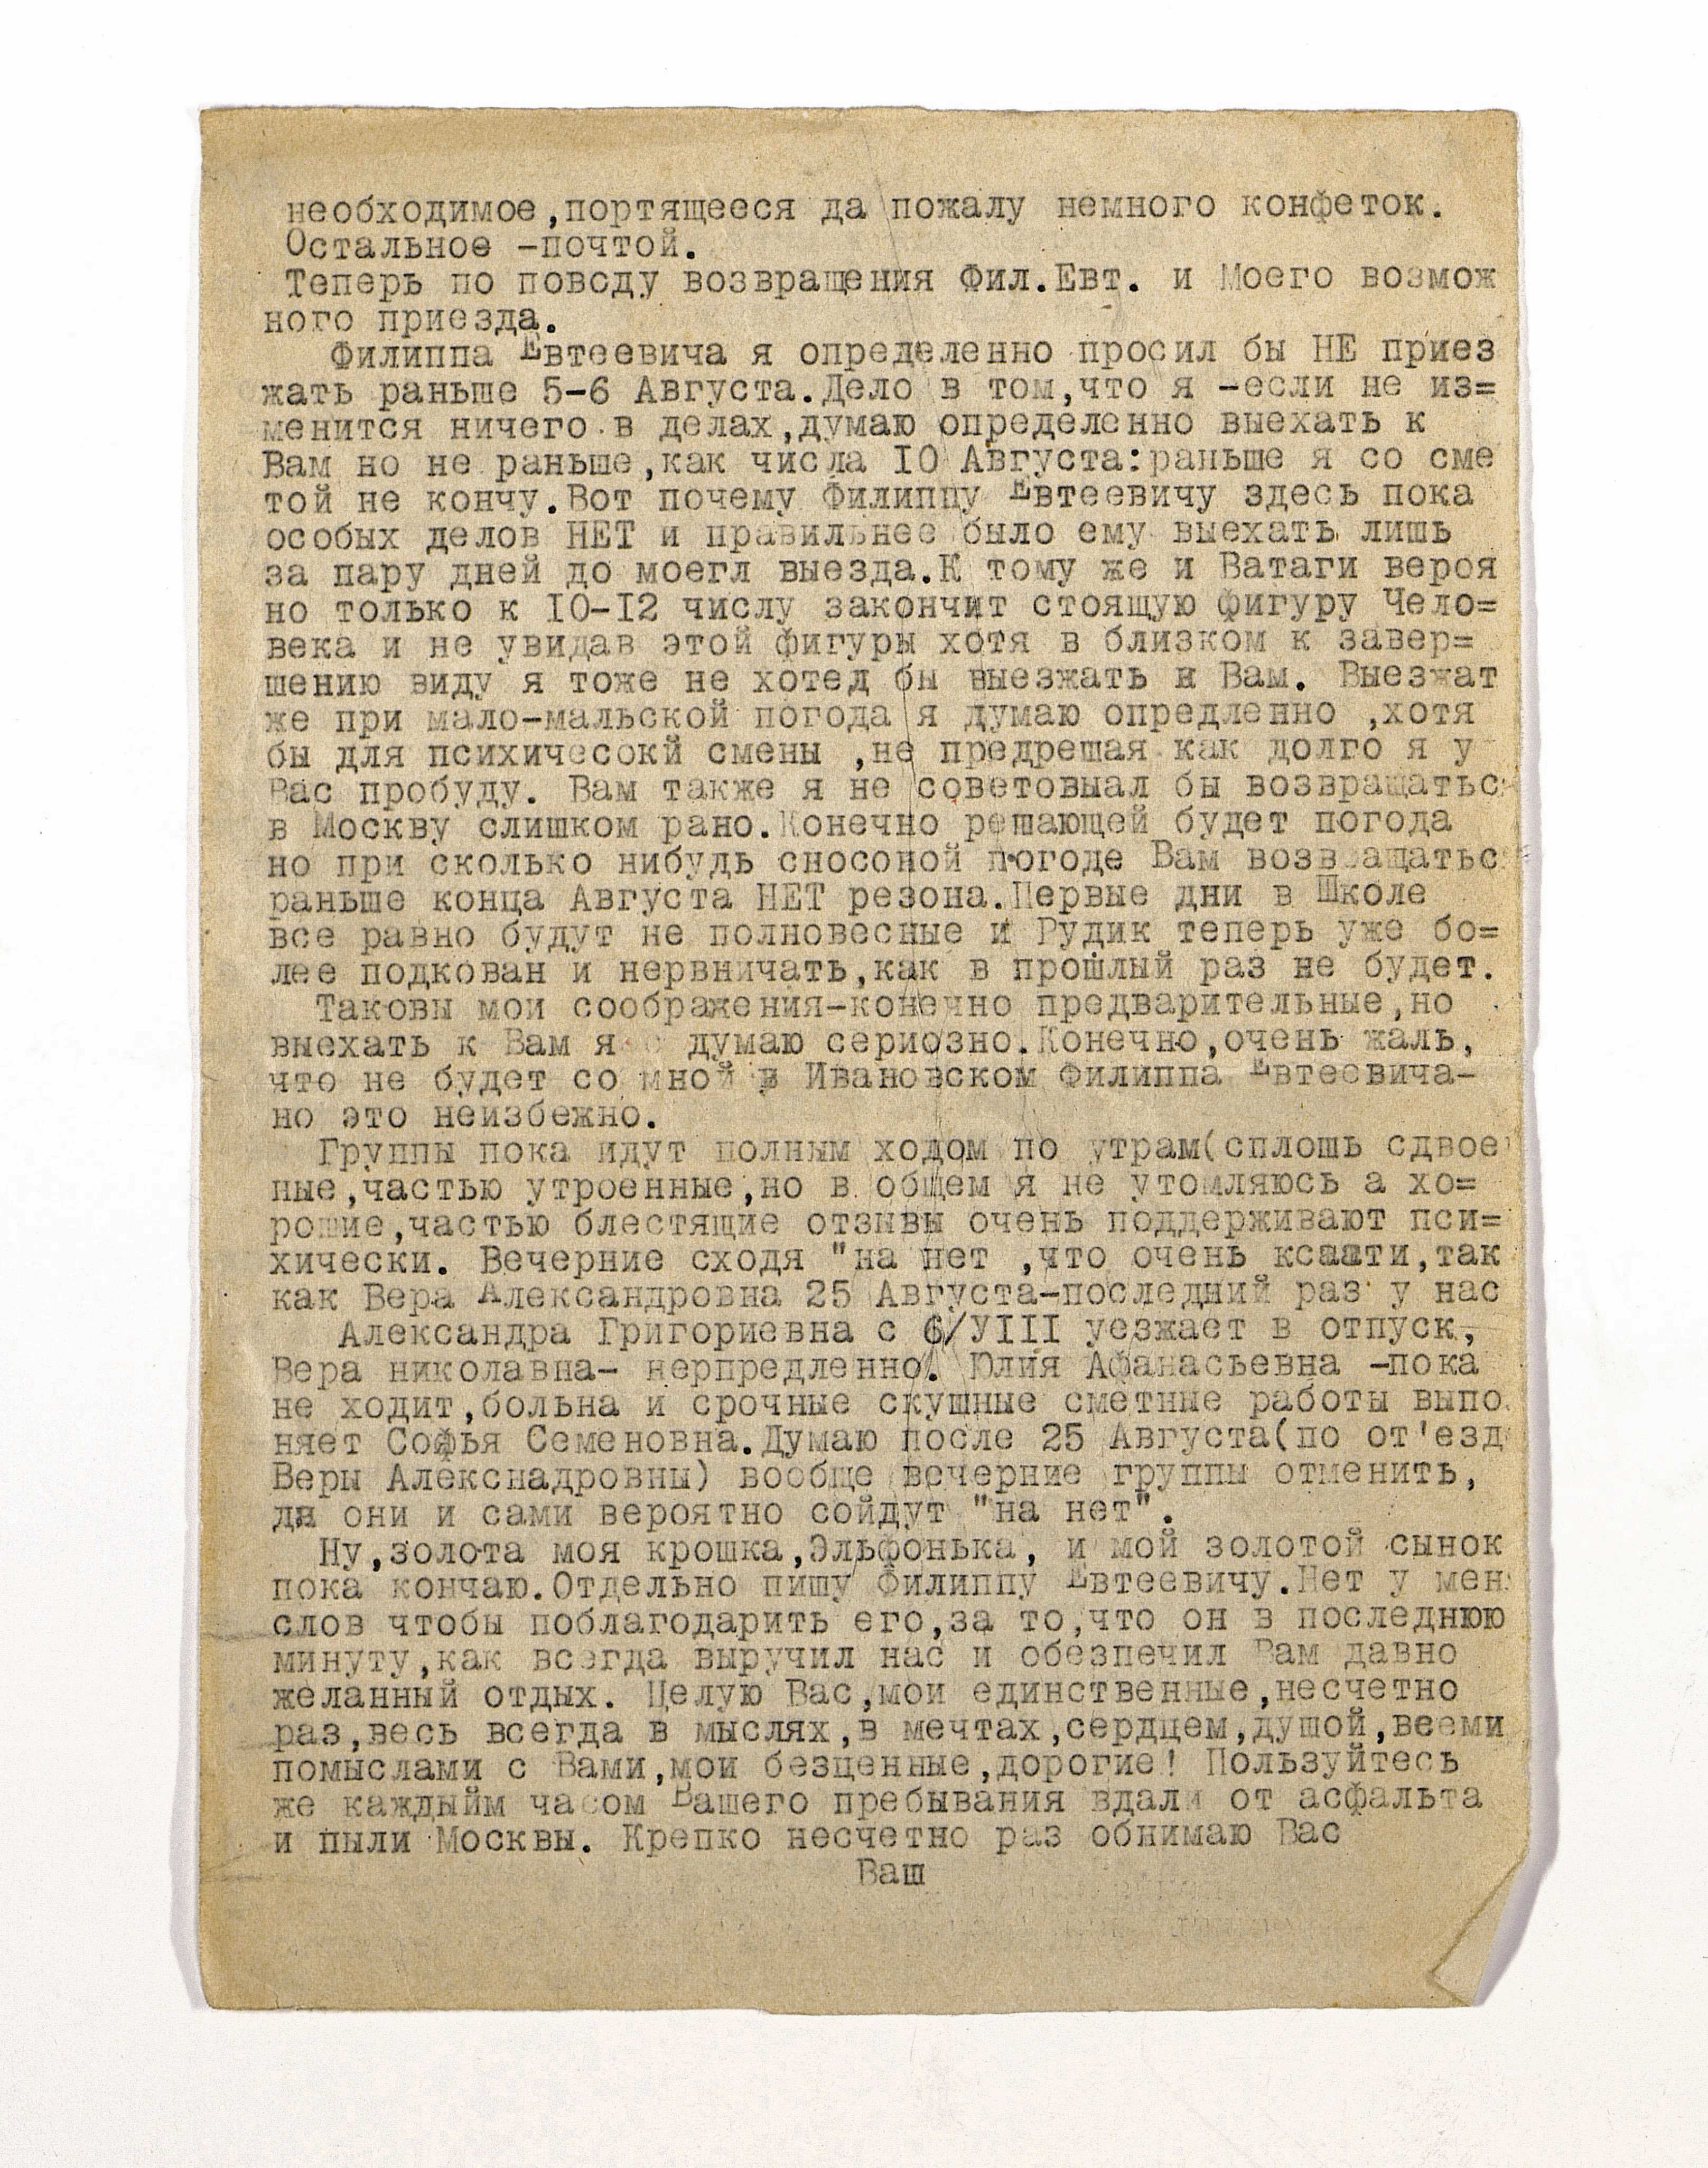 необходимое,портящееся да пожалу немного конфеток.
Остальное -почтой.
Теперь по поводу возвращения Фил.Евт. и Моего возмож
ного приезда.
Филиппа Евтеевича я определенно просил бы НЕ приез
жать раньше 5-6 Августа.Дело в том,что я -если не из=
менится ничего в делах,думаю определенно выехать к
Вам но не раньше,как числа I0 Августа:раньше я со сме
той не кончу.Вот почему Филиппу Евтеевичу здесь пока
особых делов НЕТ и правильнее было ему выехать лишь
за пару дней до моегл выезда.К тому же и Ватаги вероя
но только к I0-I2 числу закончит стоящую фигуру Чело=
века и не увидав этой фигуры хотя в близком к завер=
шению виду я тоже не хотед бы выезжать н Вам. Выезжат
же при мало-мальской погода я думаю опредленно ,хотя
бы для психичесокй смены ,не предрешая как долго я у
Вас пробуду. Вам также я не советовыал бы возвращатьс
в Москву слишком рано.Конечно решающей будет погода
но при сколько нибудь сносоной погоде Вам возвращатьс
раньше конца Августа НЕТ резона.Первые дни в Школе
все равно будут не полновесные и Рудик теперь уже бо=
лее подкован и нервничать,как в прошлый раз не будет.
Таковы мои соображения-конечно предварительные,но
выехать к Вам я с думаю сериозно.Конечно,очень жаль,
что не будет со мной в Ивановском Филиппа Евтеевича-
но это неизбежно.
Группы пока идут полным ходом по утрам(сплошь сдвое
ные,частью утроенные,но в общем я не утомляюсь а хо=
рошие,частью блестящие отзывы очень поддерживают пси=
хически. Вечерние сходя "на нет ,что очень ксаати,так
как Вера Александровна 25 Августа-последний раз у нас
Александра Григориевна с 6/УIII уезжает в отпуск,
Вера николавна- нерпредленно. Юлия Афанасьевна -пока
не ходит,больна и срочные скушные сметные работы выпо
няет Софья Семеновна.Думаю после 25 Августа(по от'езд
Веры Алекснадровны) вообще вечерние группы отменить,
да они и сами вероятно сойдут "на нет".
Ну,золота моя крошка,Эльфонька, и мой золотой сынок
пока кончаю.Отдельно пишу Филиппу Евтеевичу.Нет у мен
слов чтобы поблагодарить его,за то,что он в последнюю
минуту,как всегда выручил нас и обезпечил Вам давно
желанный отдых. Целую Вас,мои единственные,несчетно
раз,весь всегда в мыслях,в мечтах,сердцем,душой,всеми
помыслами с Вами,мои безценные,дорогие! Пользуйтесь
же каждыйм часом Вашего пребывания вдали от асфальта
и пыли Москвы. Крепко несчетно раз обнимаю Вас
Ваш